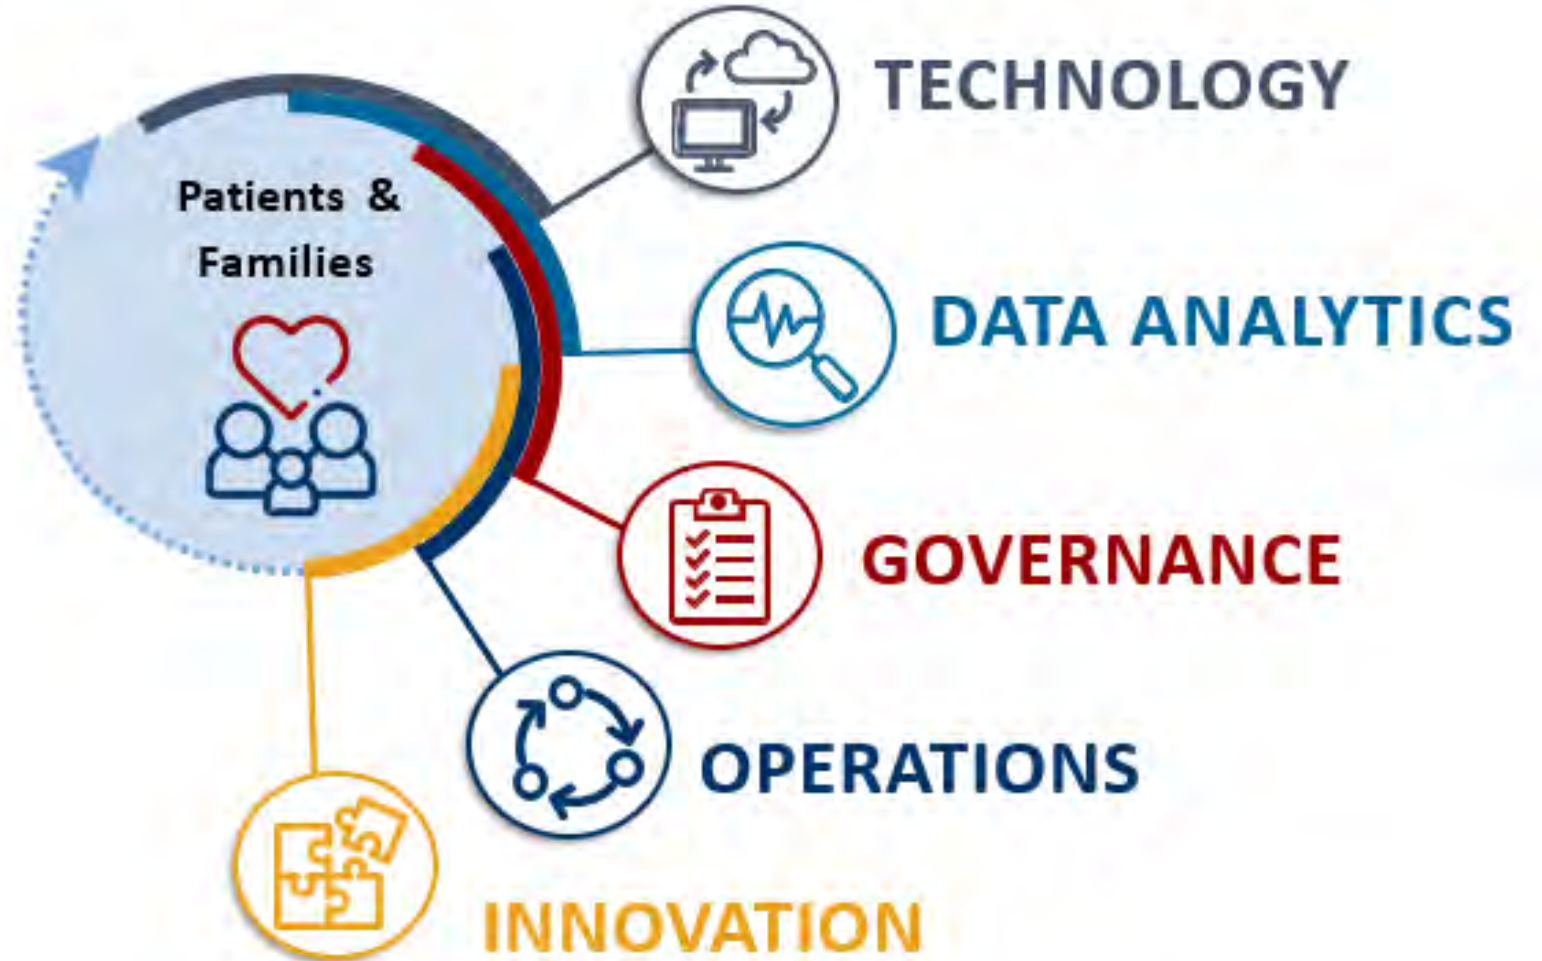 Patients &
Families
TECHNOLOGY
DATA ANALYTICS
GOVERNANCE
OPERATIONS
INNOVATION